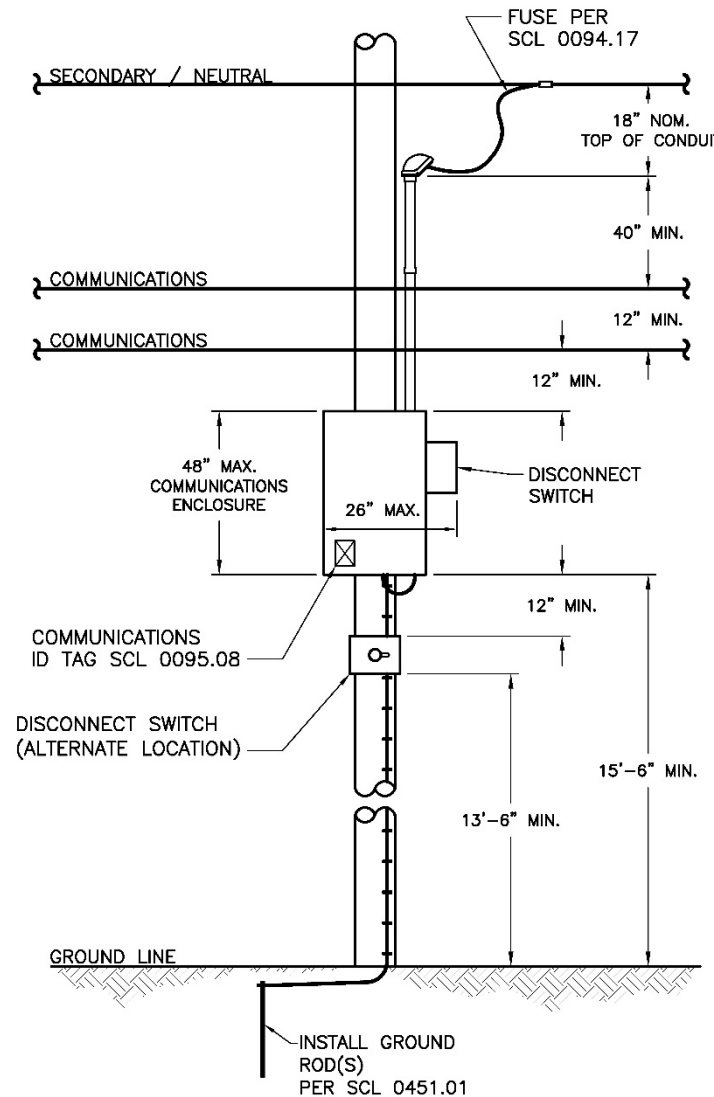 FUSE PER
SCL 0094.17
SECONDARY / NEUTRAL
18" NOM.
TOP OF CONDUI
40" MIN.
COMMUNICATIONS
12" MIN.
COMMUNICATIONS
12" MIN.
48" MAX.
COMMUNICATIONS
ENCLOSURE
DISCONNECT
SWITCH
26" MAX.
12" MIN.
COMMUNICATIONS
ID TAG SCL 0095.08
DISCONNECT SWITCH
(ALTERNATE LOCATION)
15'-6" MIN.
13'-6" MIN.
GROUND LINE
INSTALL GROUND
ROD(S)
PER SCL 0451.01